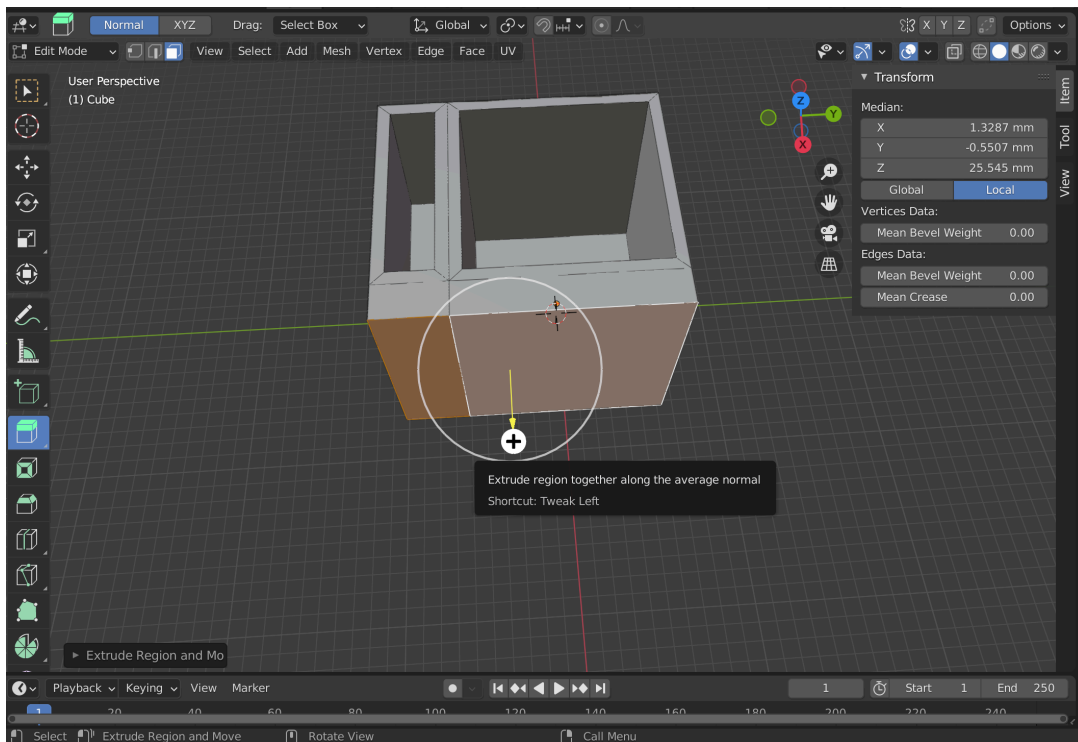 Normal XYZ Drag: Select Box Global X Y Z Options
Edit Mode View Select Add Mesh Vertex Edge Face UV
User Perspective
(1) Cube
Z
Y
X
Transform
Median:
X 1.3287 mm
Y -0.5507 mm
Z 25.545 mm
Global Local
Vertices Data:
Mean Bevel Weight 0.00
Edges Data:
Mean Bevel Weight 0.00
Mean Crease 0.00
Item
Tool
View
Extrude region together along the average normal
Shortcut: Tweak Left
Extrude Region and Mo
Playback Keying View Marker 1 Start 1 End 250
1 20 40 60 80 100 120 140 160 180 200 220 240
Select Extrude Region and Move Rotate View Call Menu